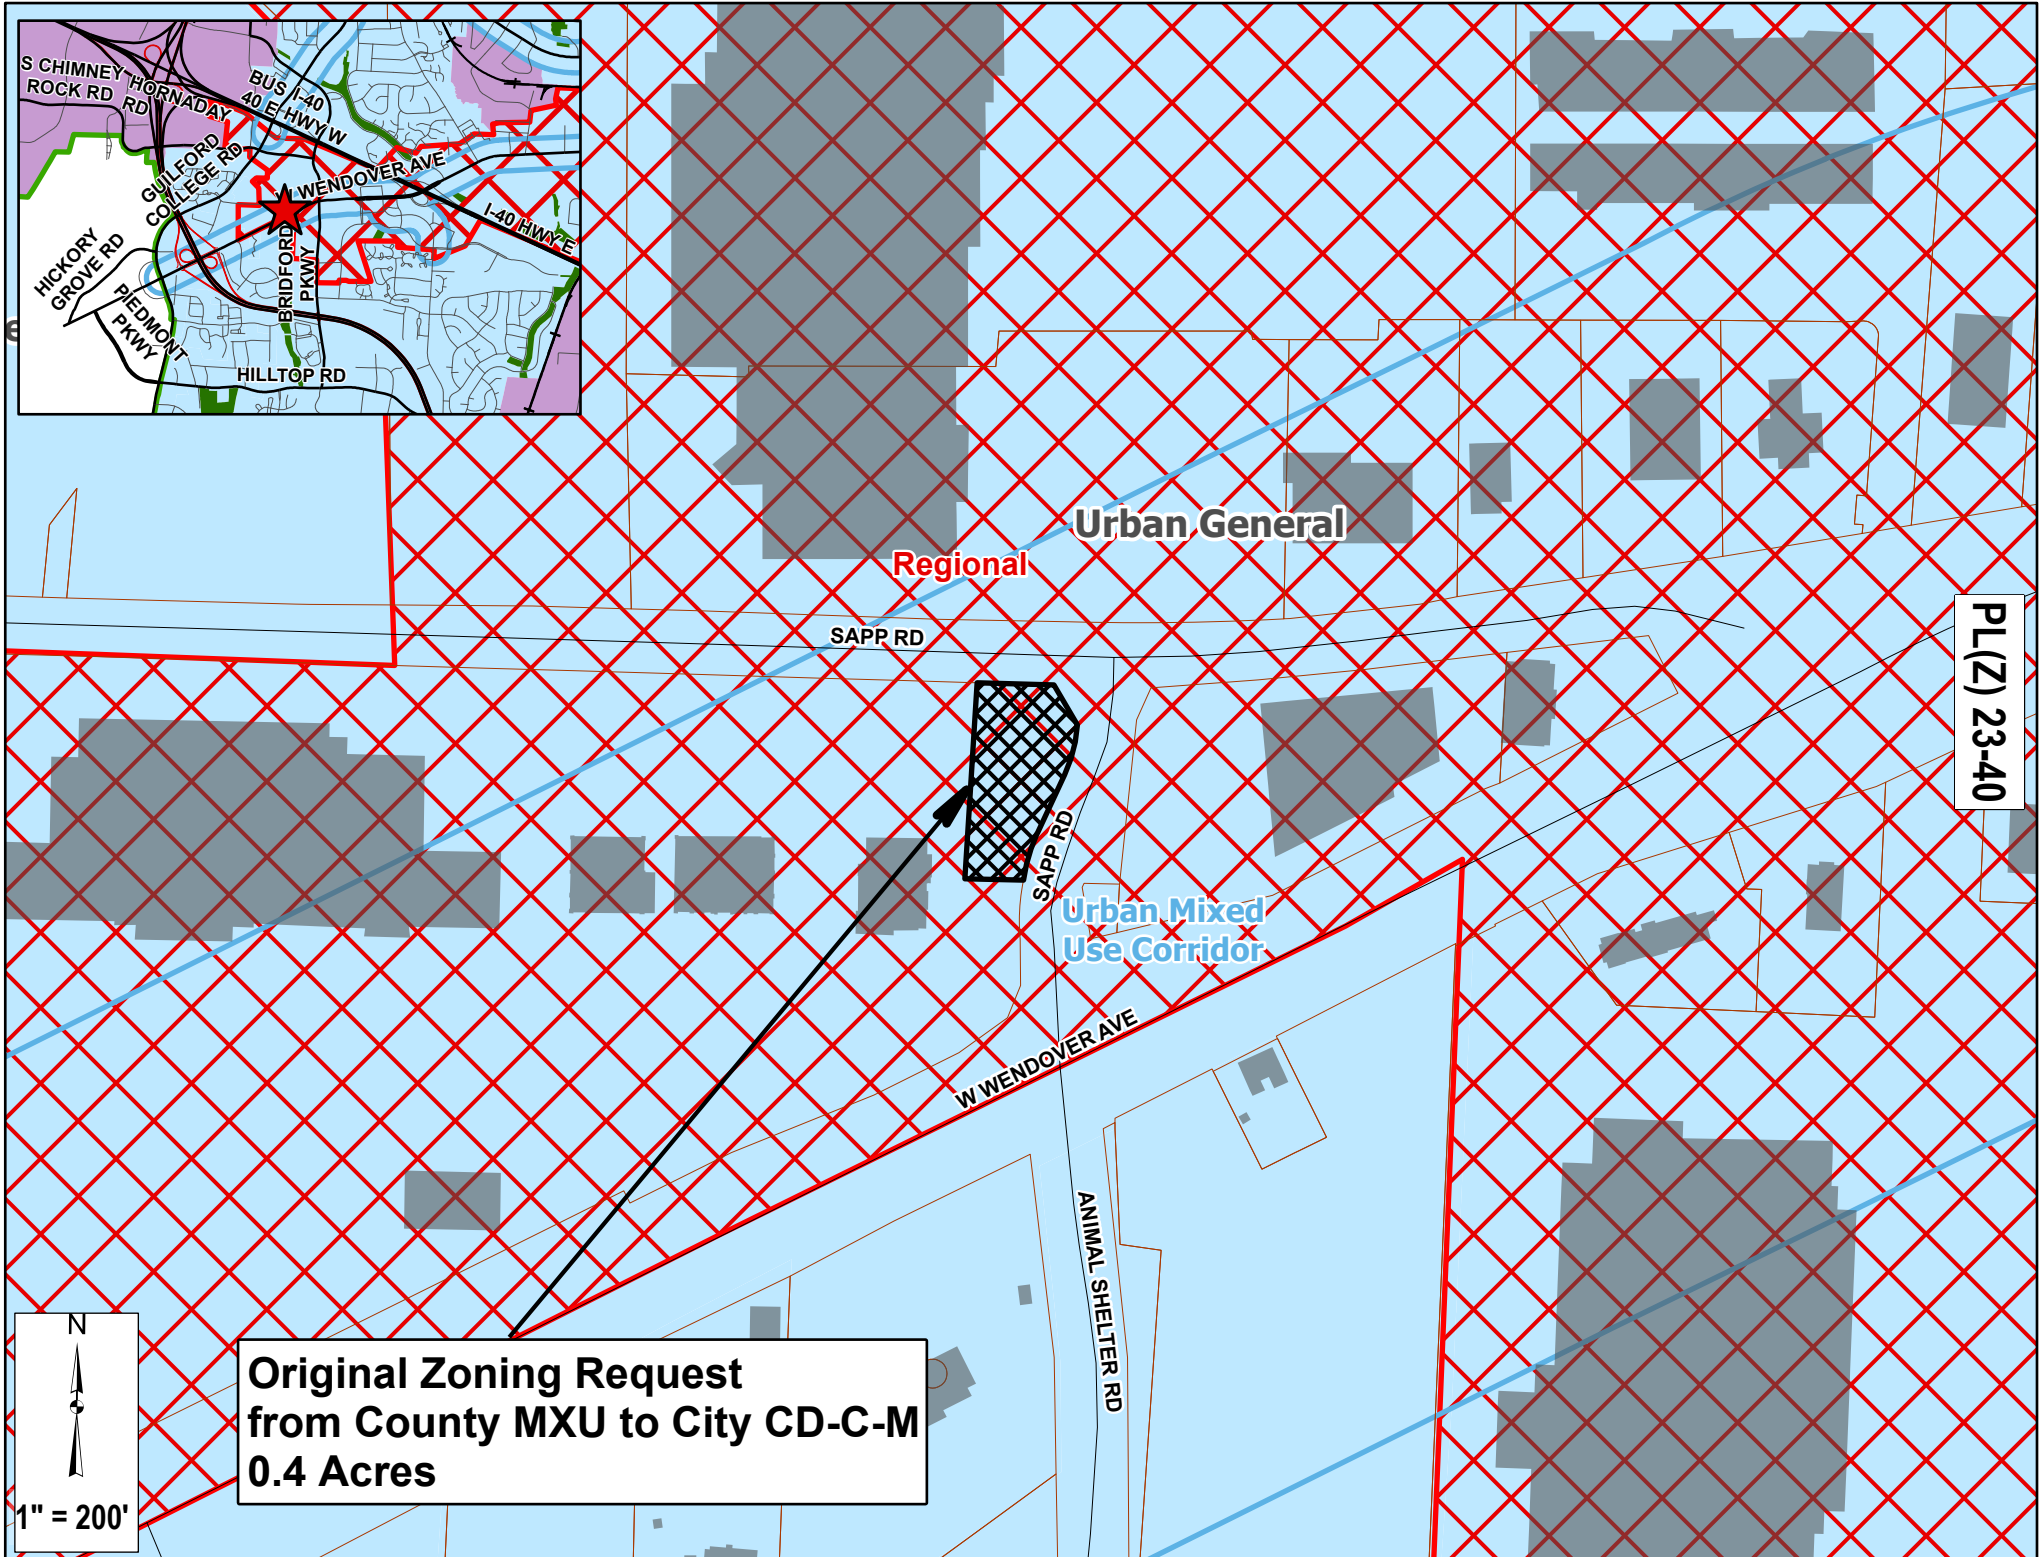 S CHIMNEY
ROCK RD
HORNADAY
RD
BUS I-40
40 E HWY W
GUILFORD
COLLEGE RD
WENDOVER AVE
I-40 HWY E
HICKORY
GROVE RD
PIEDMONT
PKWY
BRIDFORD
PKWY
HILLTOP RD
Urban General
Regional
SAPP RD
PL(Z) 23-40
SAPP RD
Urban Mixed
Use Corridor
W WENDOVER AVE
ANIMAL SHELTER RD
N
1" = 200'
Original Zoning Request
from County MXU to City CD-C-M
0.4 Acres